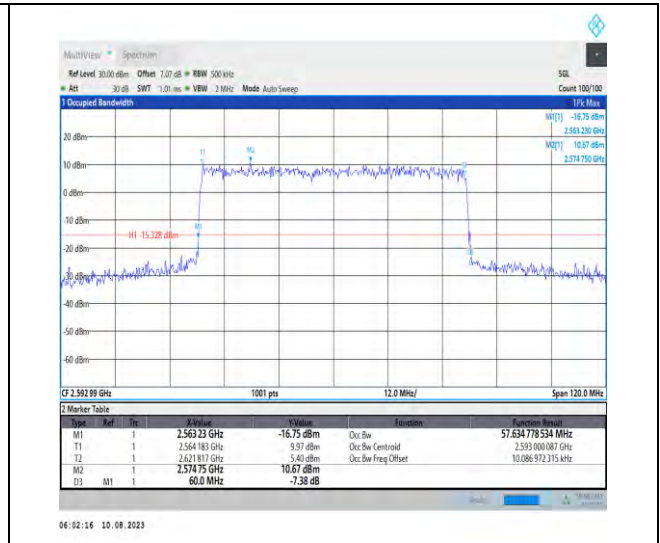 MultiView Spectrum
Ref Level 30.00 dBm Offset 7.07 dB RBW 500 kHz SGL
Att 30 dB SWT 1.01 ms VBW 2 MHz Mode Auto Sweep Count 100/100
1 Occupied Bandwidth 1Pk Max
M1[1] -16.75 dBm
2.563 230 GHz
M2[1] 10.67 dBm
2.574 750 GHz
20 dBm
T1 M2
10 dBm
0 dBm
-10 dBm
M1
H1 -15.328 dBm
-20 dBm
-30 dBm
-40 dBm
-50 dBm
-60 dBm
CF 2.592 99 GHz 1001 pts 12.0 MHz/ Span 120.0 MHz
2 Marker Table
Type Ref Trc X-Value Y-Value Function Function Result
M1 1 2.563 23 GHz -16.75 dBm Occ Bw 57.634 778 534 MHz
T1 1 2.564 183 GHz 9.97 dBm Occ Bw Centroid 2.593 000 087 GHz
T2 1 2.621 817 GHz 5.40 dBm Occ Bw Freq Offset 10.086 972 315 kHz
M2 1 2.574 75 GHz 10.67 dBm
D3 M1 1 60.0 MHz -7.38 dB
06:02:16 10.08.2023